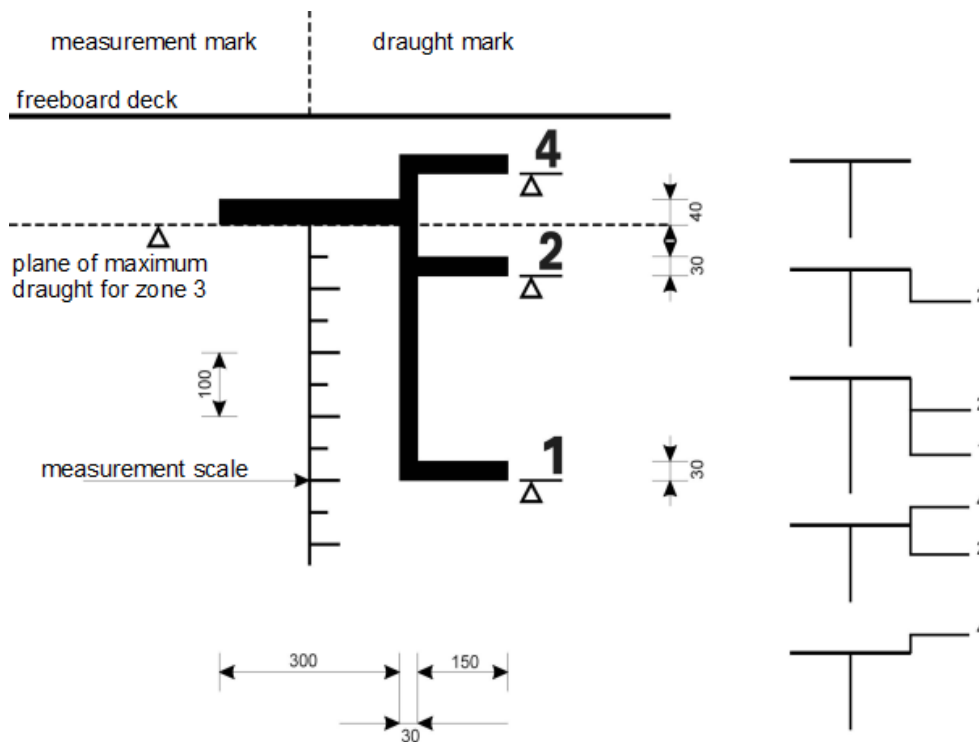 measurement mark
draught mark
freeboard deck
4
40
plane of maximum
draught for zone 3
2
30
100
measurement scale
1
30
300
150
30